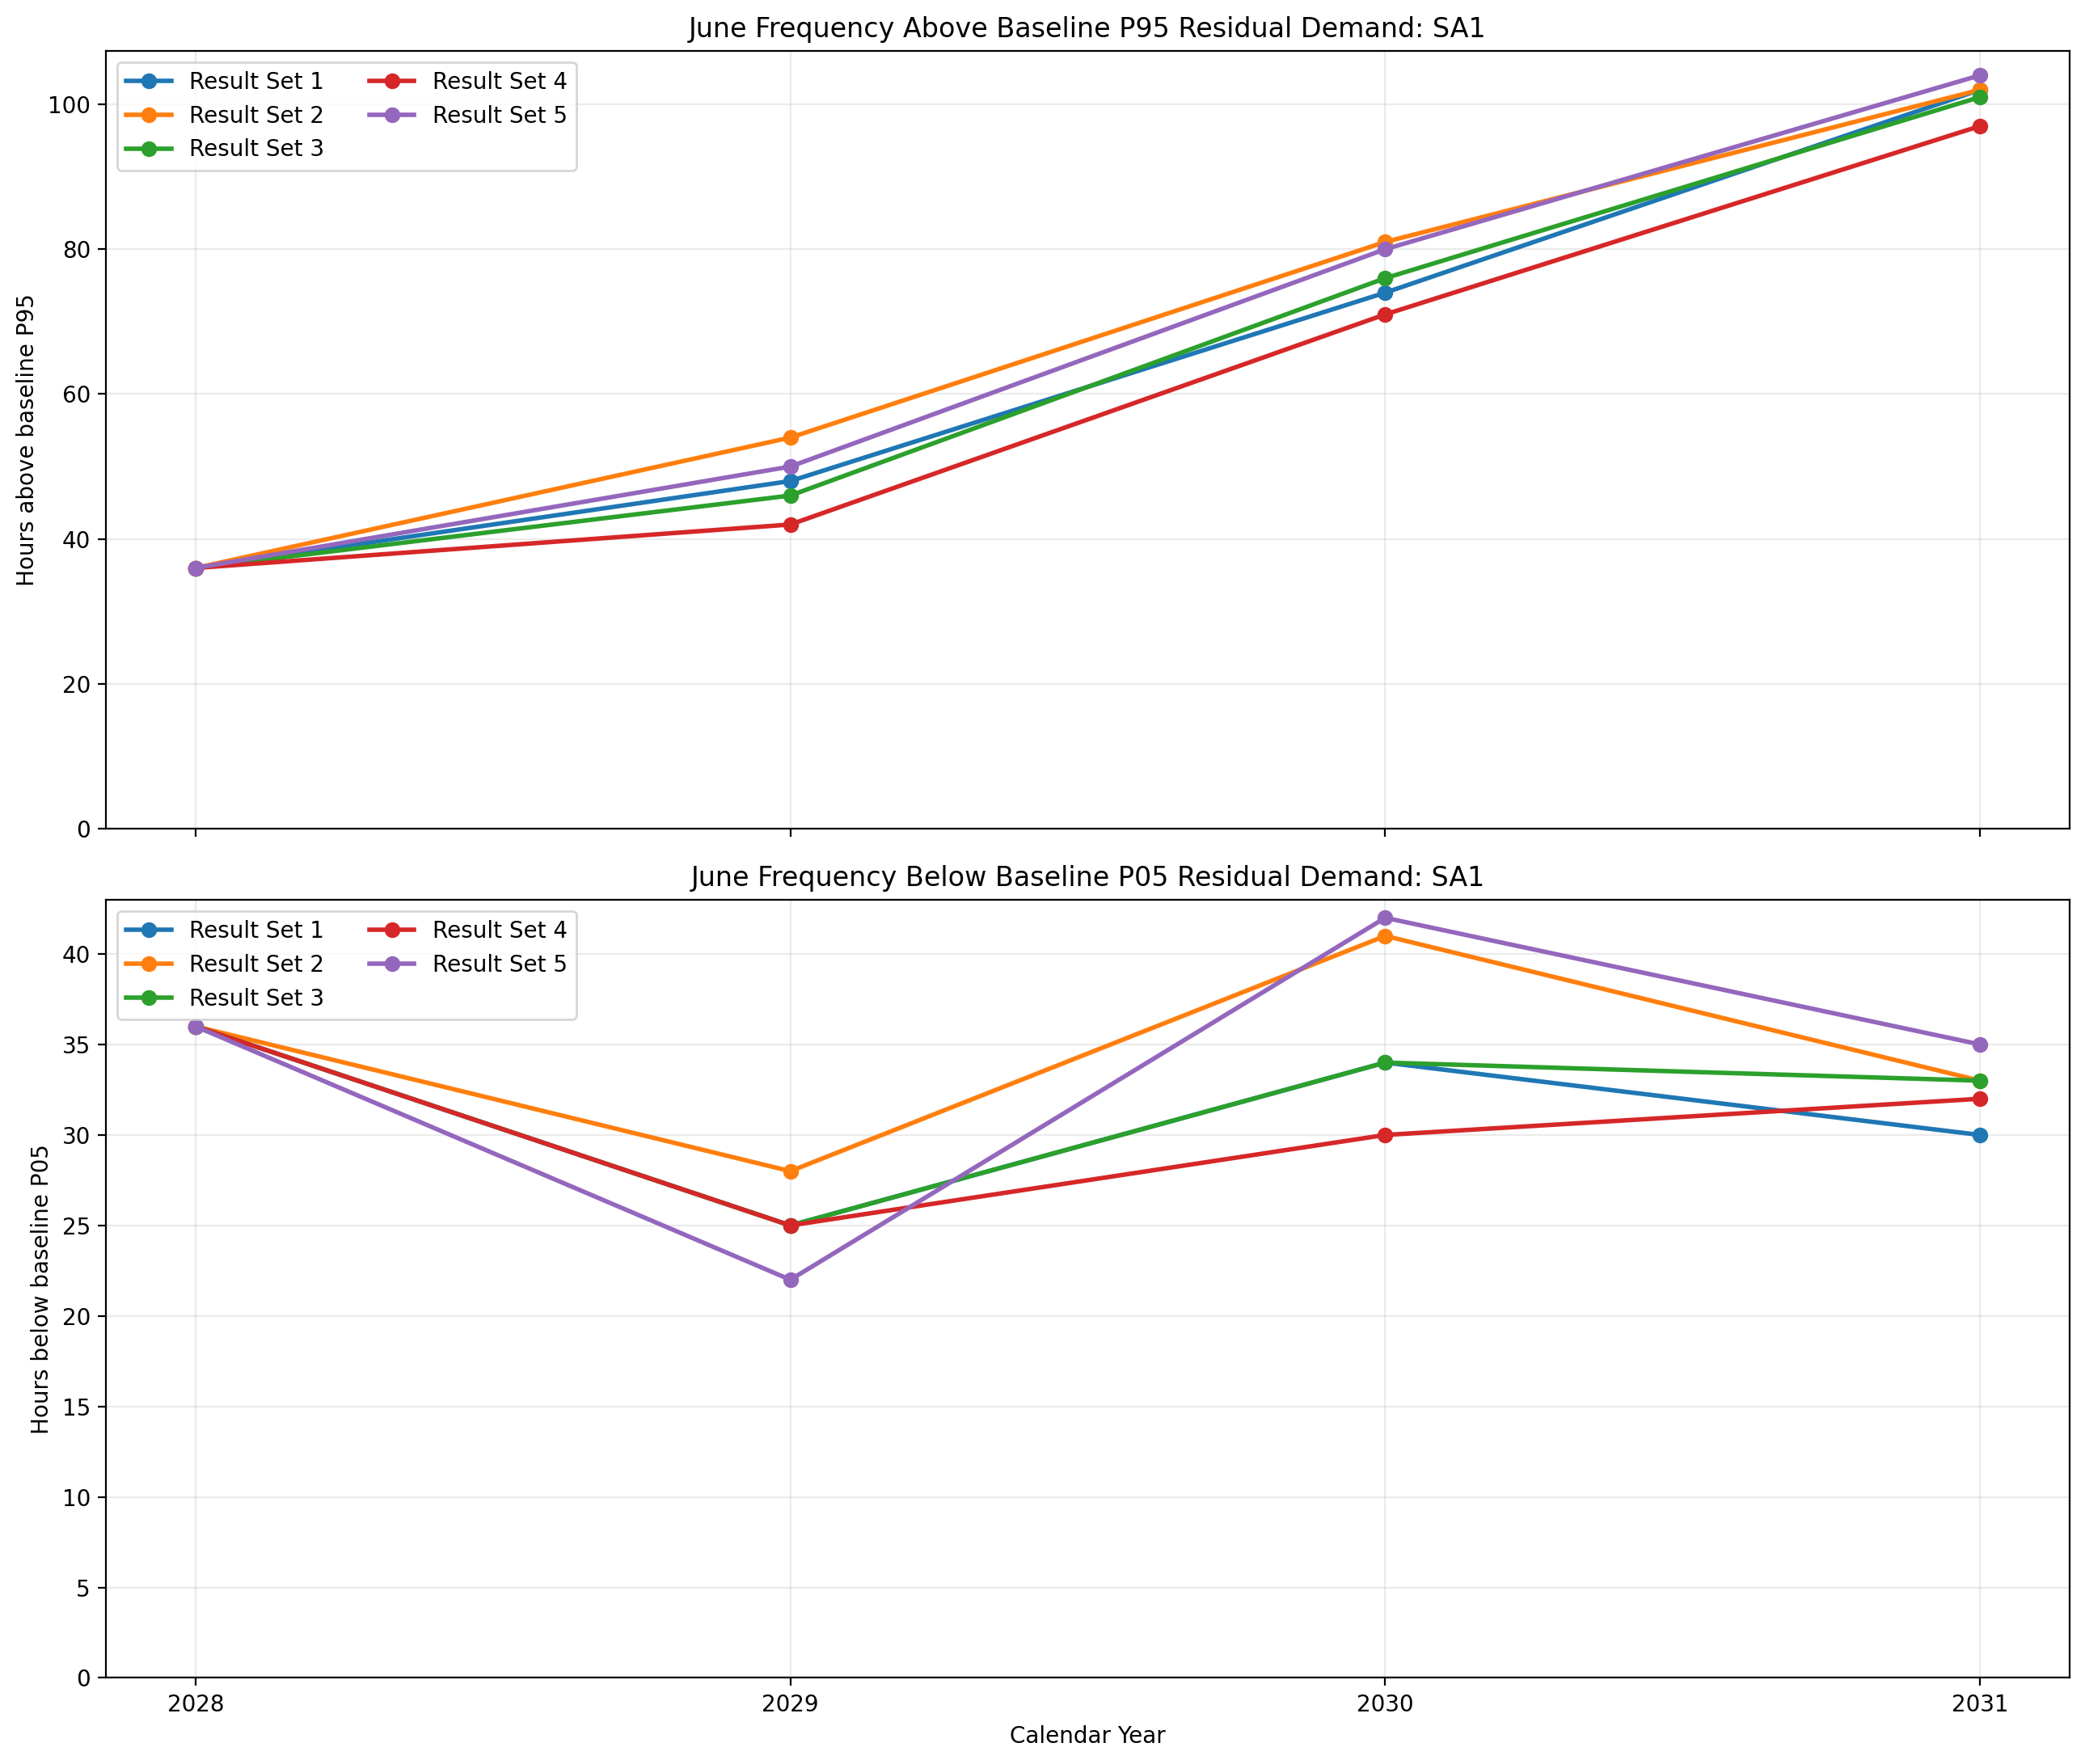 June Frequency Above Baseline P95 Residual Demand: SA1
Result Set 1
Result Set 2
Result Set 3
Result Set 4
Result Set 5
Hours above baseline P95
100
80
60
40
20
0
June Frequency Below Baseline P05 Residual Demand: SA1
Result Set 1
Result Set 2
Result Set 3
Result Set 4
Result Set 5
Hours below baseline P05
40
35
30
25
20
15
10
5
0
2028 2029 2030 2031
Calendar Year